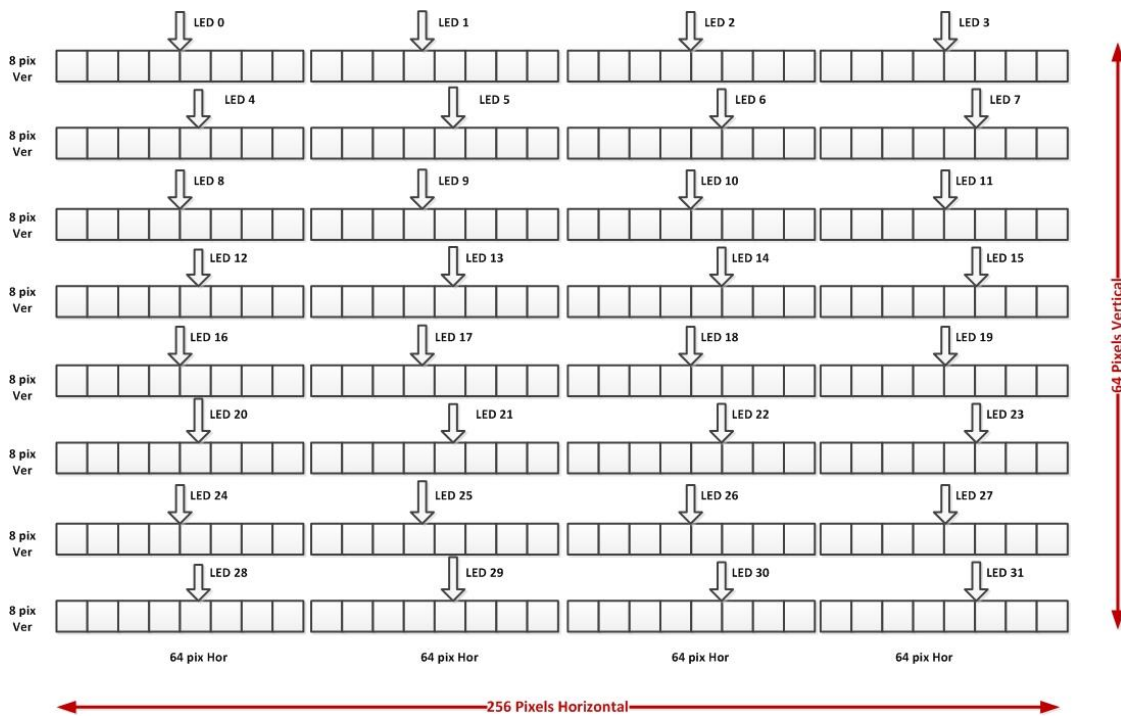 LED 0 LED 1 LED 2 LED 3
8 pix
Ver
LED 4 LED 5 LED 6 LED 7
8 pix
Ver
LED 8 LED 9 LED 10 LED 11
8 pix
Ver
LED 12 LED 13 LED 14 LED 15
8 pix
Ver
LED 16 LED 17 LED 18 LED 19
8 pix
Ver
LED 20 LED 21 LED 22 LED 23
8 pix
Ver
LED 24 LED 25 LED 26 LED 27
8 pix
Ver
LED 28 LED 29 LED 30 LED 31
8 pix
Ver
64 pix Hor 64 pix Hor 64 pix Hor 64 pix Hor
256 Pixels Horizontal
64 Pixels Vertical